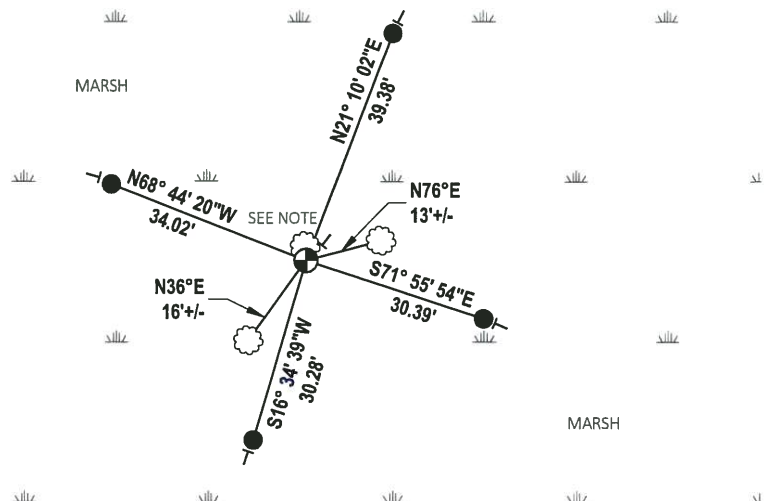 MARSH
N21° 10' 02"E
39.38'
N68° 44' 20"W
34.02'
SEE NOTE
N76°E
13'+/-
S71° 55' 54"E
30.39'
N36°E
16'+/-
S16° 34' 39"W
30.28'
MARSH